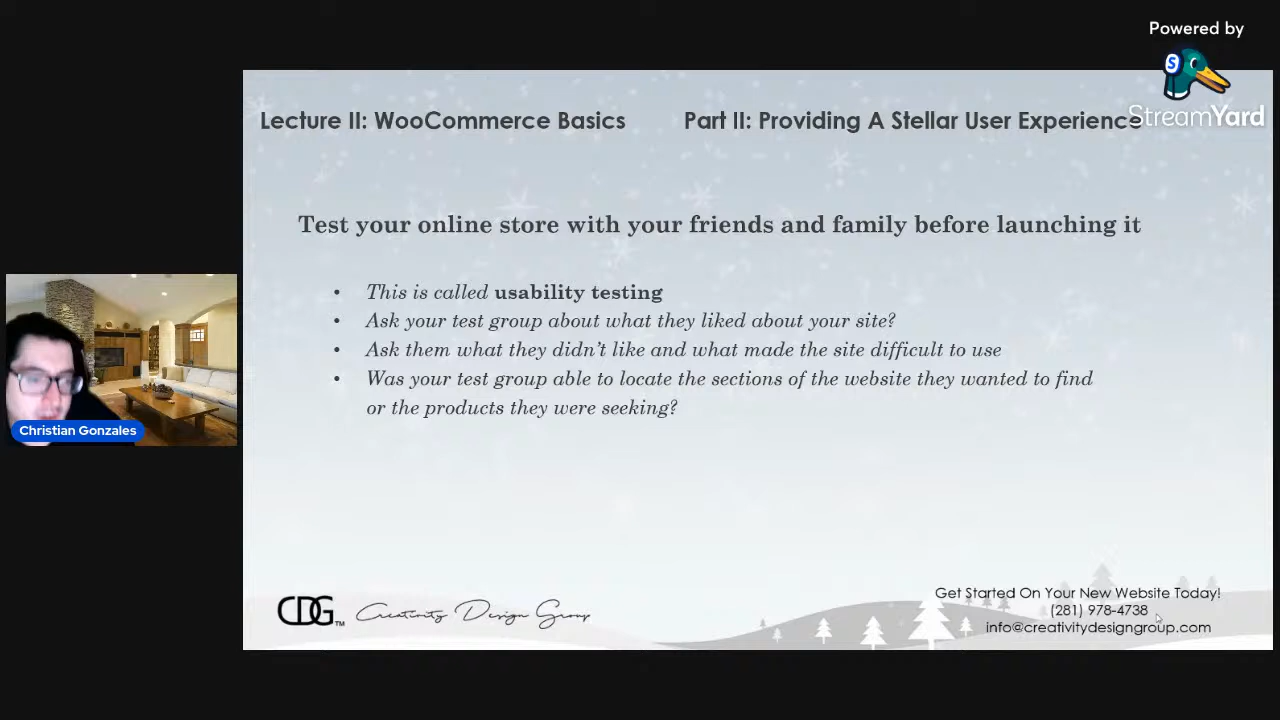 Powered by
StreamYard
Lecture II: WooCommerce Basics
Part II: Providing A Stellar User Experience
Test your online store with your friends and family before launching it
• This is called usability testing
• Ask your test group about what they liked about your site?
• Ask them what they didn't like and what made the site difficult to use
• Was your test group able to locate the sections of the website they wanted to find
or the products they were seeking?
Christian Gonzales
CDG™ Creativity Design Group
Get Started On Your New Website Today!
(281) 978-4738
info@creativitydesigngroup.com